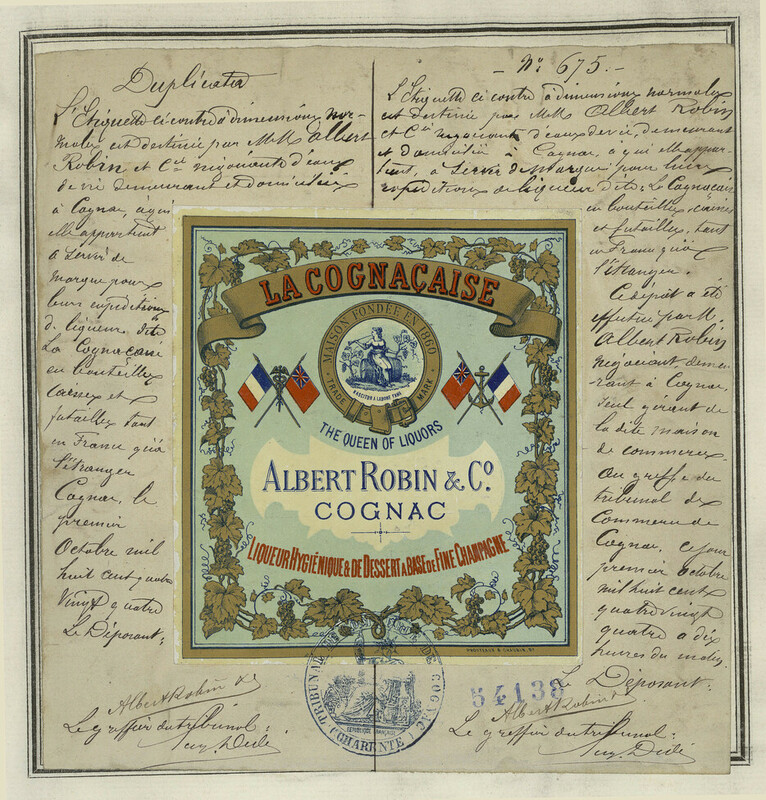 Duplicata
L'Etiquette ci contre à dimensions nor-
males est destinée par MM Albert
Robin et Cie négociants d'eaux
de vie demeurant et domiciliés
à Cognac, à qui
elle appartient
à servir de
marque pour
leurs expéditions
de liqueur dite
La Cognacaise
en bouteilles
caisses et
futailles tant
en France qu'à
l'étranger
Cognac, le
premier
Octobre mil
huit cent quatre
vingt quatre
Le Déposant:
Albert Robin &
Le greffier du tribunal:
- No. 675. -
L'Etiquette ci contre à dimensions normales
est destinée par MM Albert Robin
et Cie négociants d'eaux de vie, demeurant
et domiciliés à Cognac, à qui elle appar-
tient, à servir de marque pour leurs
expéditions de liqueur dite: La Cognacaise
en bouteilles, caisses
et futailles, tant
en France qu'à
l'étranger.
Ce dépôt a été
effectué par M.
Albert Robin
négociant demeu-
rant à Cognac,
seul gérant de
la dite maison
de commerce.
Au greffe du
tribunal de
Commerce de
Cognac, ce jour
premier Octobre
mil huit cent
quatre vingt
quatre à dix
heures du matin.
Le Déposant:
Albert Robin &
Le greffier du tribunal:
LA COGNAÇAISE
MAISON FONDÉE EN 1860
TRADE MARK
THE QUEEN OF LIQUORS
ALBERT ROBIN & Co.
COGNAC
LIQUEUR HYGIÉNIQUE & DE DESSERT A BASE DE FINE CHAMPAGNE
TRIBUNAL DE COGNAC
(CHARENTE)
RÉPUBLIQUE FRANÇAISE
54138